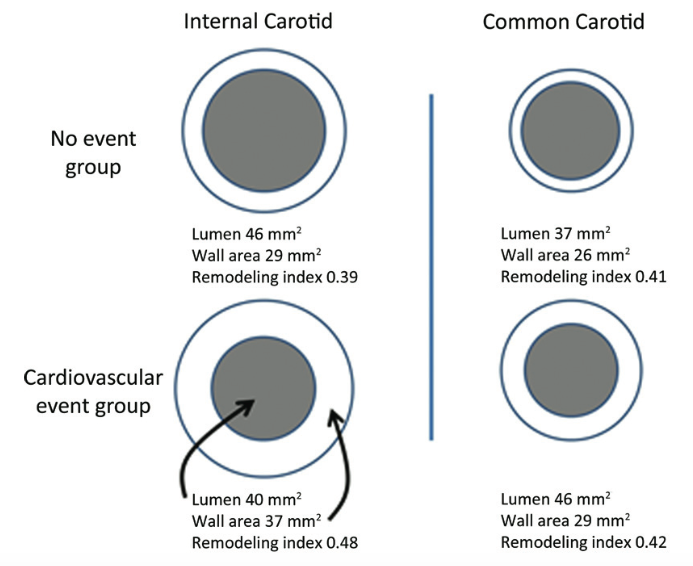 Internal Carotid
Common Carotid
No event
group
Lumen 46 mm²
Wall area 29 mm²
Remodeling index 0.39
Lumen 37 mm²
Wall area 26 mm²
Remodeling index 0.41
Cardiovascular
event group
Lumen 40 mm²
Wall area 37 mm²
Remodeling index 0.48
Lumen 46 mm²
Wall area 29 mm²
Remodeling index 0.42